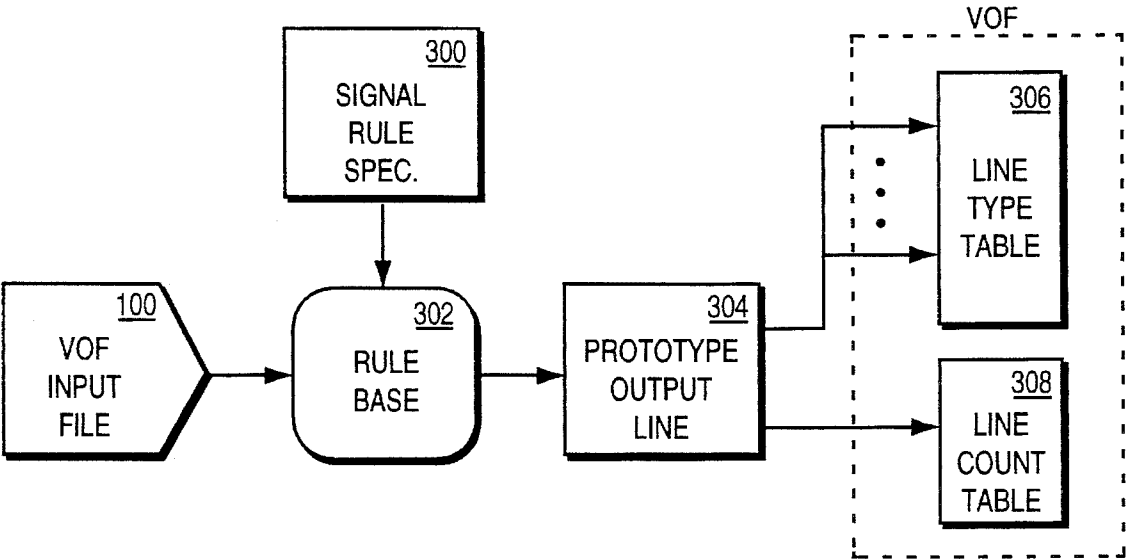 VOF
300
SIGNAL
RULE
SPEC.
306
LINE
TYPE
TABLE
100
VOF
INPUT
FILE
302
RULE
BASE
304
PROTOTYPE
OUTPUT
LINE
308
LINE
COUNT
TABLE